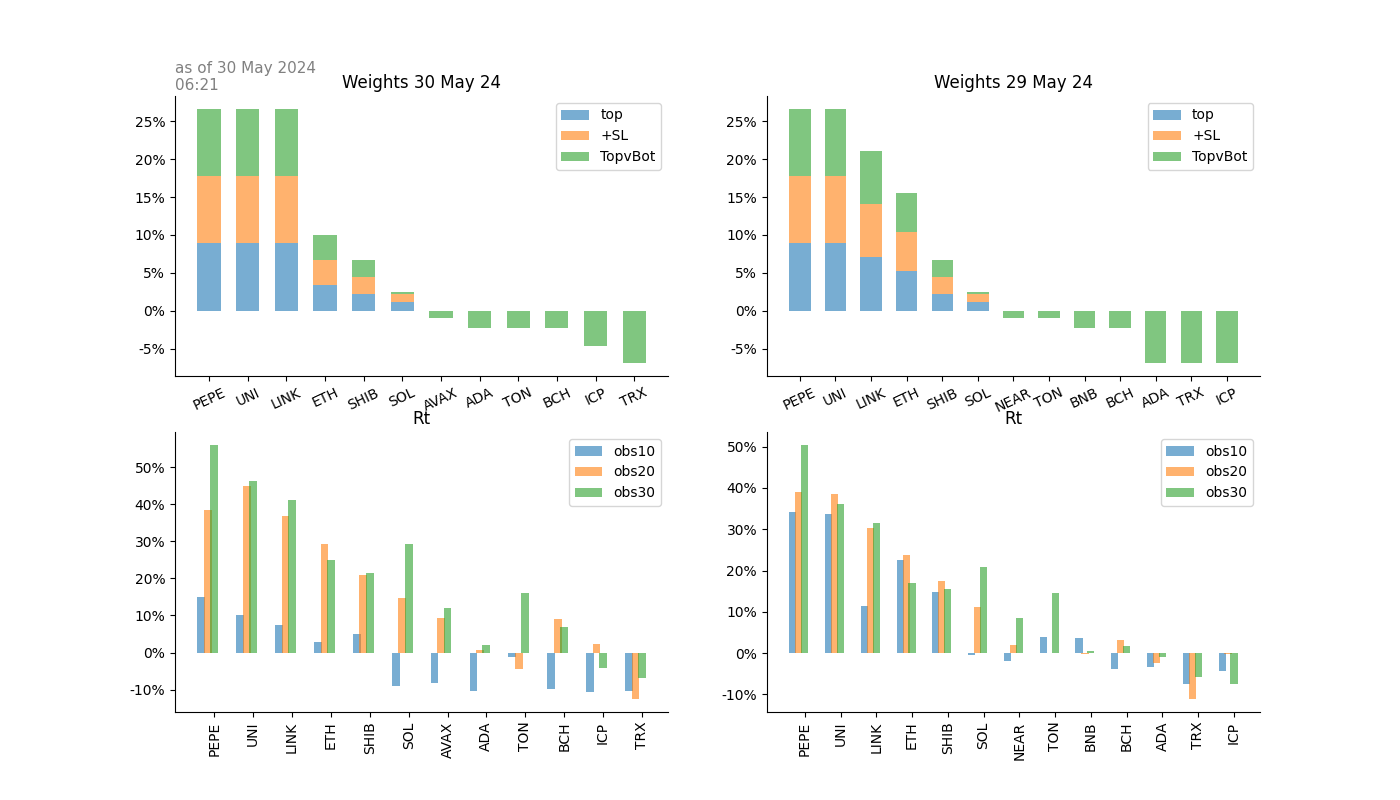 as of 30 May 2024
06:21
Weights 30 May 24
25%
20%
15%
10%
5%
0%
-5%
top
+SL
TopvBot
PEPE UNI LINK ETH SHIB SOL AVAX ADA TON BCH ICP TRX
Weights 29 May 24
25%
20%
15%
10%
5%
0%
-5%
top
+SL
TopvBot
PEPE UNI LINK ETH SHIB SOL NEAR TON BNB BCH ADA TRX ICP
Rt
50%
40%
30%
20%
10%
0%
-10%
obs10
obs20
obs30
PEPE UNI LINK ETH SHIB SOL AVAX ADA TON BCH ICP TRX
Rt
50%
40%
30%
20%
10%
0%
-10%
obs10
obs20
obs30
PEPE UNI LINK ETH SHIB SOL NEAR TON BNB BCH ADA TRX ICP